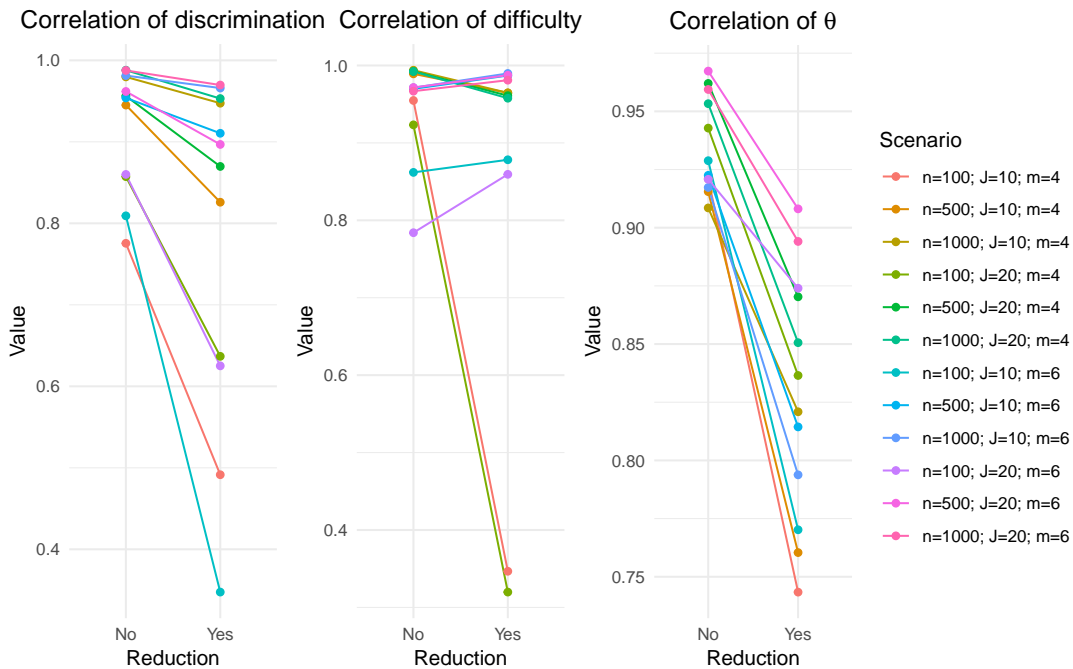 Correlation of discrimination
Value
1.0
0.8
0.6
0.4
No
Yes
Reduction
Correlation of difficulty
Value
1.0
0.8
0.6
0.4
No
Yes
Reduction
Correlation of θ
Value
0.95
0.90
0.85
0.80
0.75
No
Yes
Reduction
Scenario
n=100; J=10; m=4
n=500; J=10; m=4
n=1000; J=10; m=4
n=100; J=20; m=4
n=500; J=20; m=4
n=1000; J=20; m=4
n=100; J=10; m=6
n=500; J=10; m=6
n=1000; J=10; m=6
n=100; J=20; m=6
n=500; J=20; m=6
n=1000; J=20; m=6